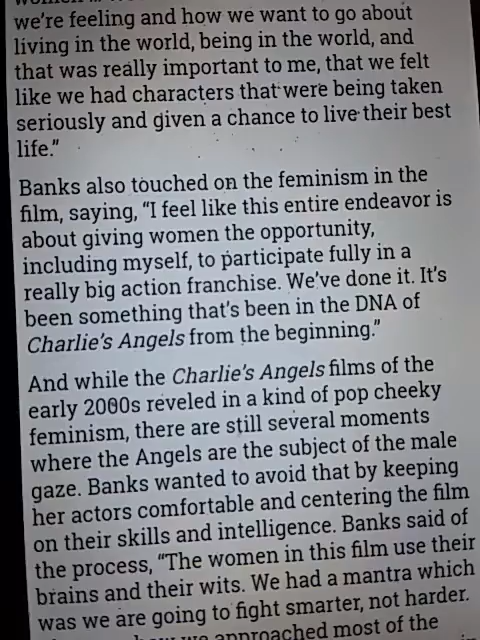 we're feeling and how we want to go about
living in the world, being in the world, and
that was really important to me, that we felt
like we had characters that were being taken
seriously and given a chance to live their best
life."
Banks also touched on the feminism in the
film, saying, "I feel like this entire endeavor is
about giving women the opportunity,
including myself, to participate fully in a
really big action franchise. We've done it. It's
been something that's been in the DNA of
Charlie's Angels from the beginning."
And while the Charlie's Angels films of the
early 2000s reveled in a kind of pop cheeky
feminism, there are still several moments
where the Angels are the subject of the male
gaze. Banks wanted to avoid that by keeping
her actors comfortable and centering the film
on their skills and intelligence. Banks said of
the process, "The women in this film use their
brains and their wits. We had a mantra which
was we are going to fight smarter, not harder.
how we approached most of the